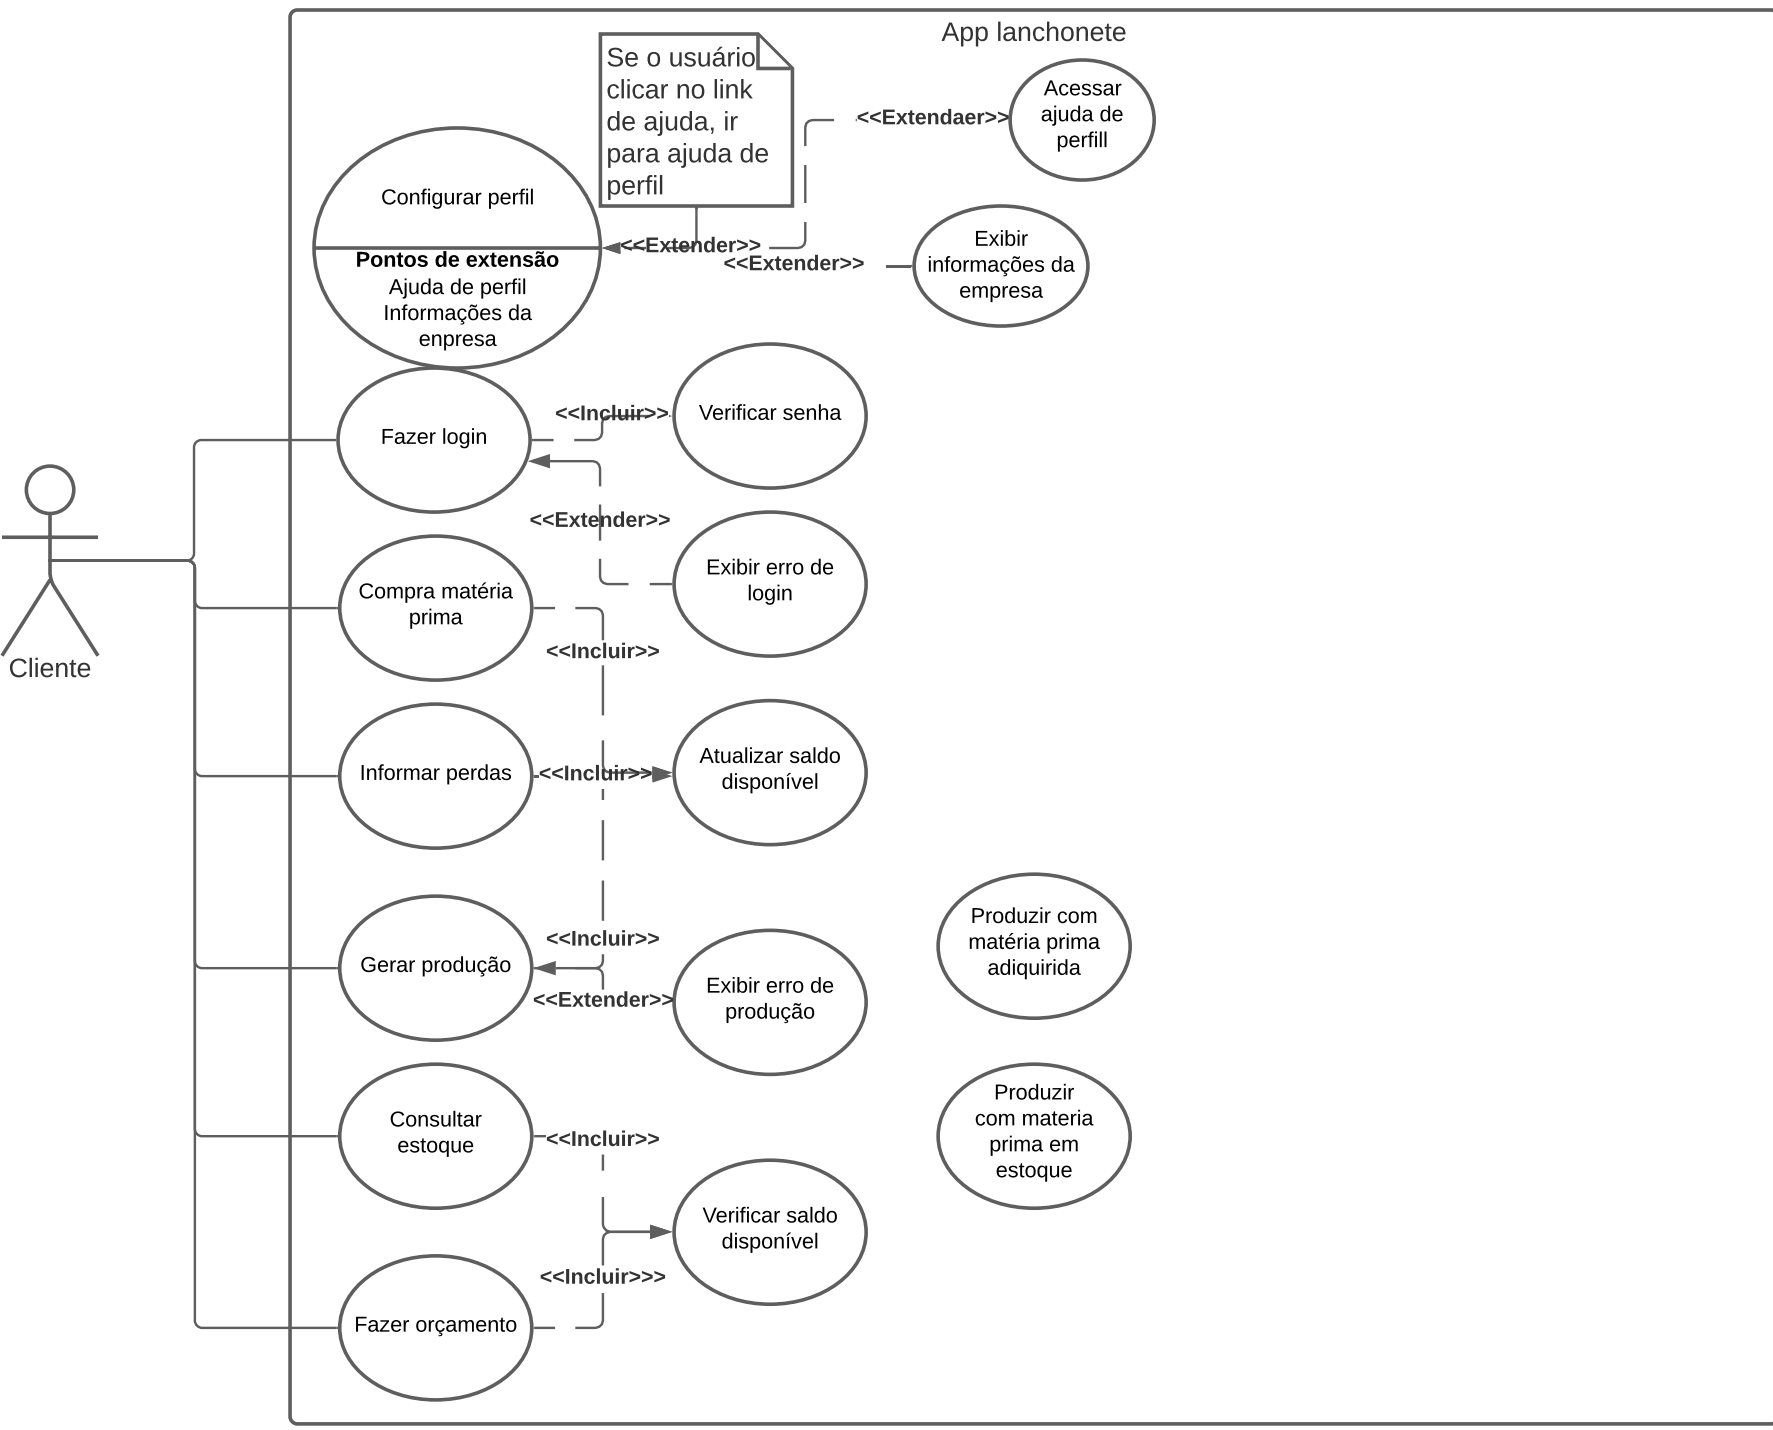 App lanchonete
Se o usuário
clicar no link
de ajuda, ir
para ajuda de
perfil
<<Extendaer>>
Acessar
ajuda de
perfill
Configurar perfil
Pontos de extensão
Ajuda de perfil
Informações da
enpresa
<<Extender>>
<<Extender>>
Exibir
informações da
empresa
Fazer login
<<Incluir>>
Verificar senha
<<Extender>>
Exibir erro de
login
Cliente
Compra matéria
prima
<<Incluir>>
Informar perdas
<<Incluir>>
Atualizar saldo
disponível
Gerar produção
<<Incluir>>
<<Extender>>
Exibir erro de
produção
Produzir com
matéria prima
adiquirida
Consultar
estoque
<<Incluir>>
Produzir
com materia
prima em
estoque
Verificar saldo
disponível
<<Incluir>>>
Fazer orçamento